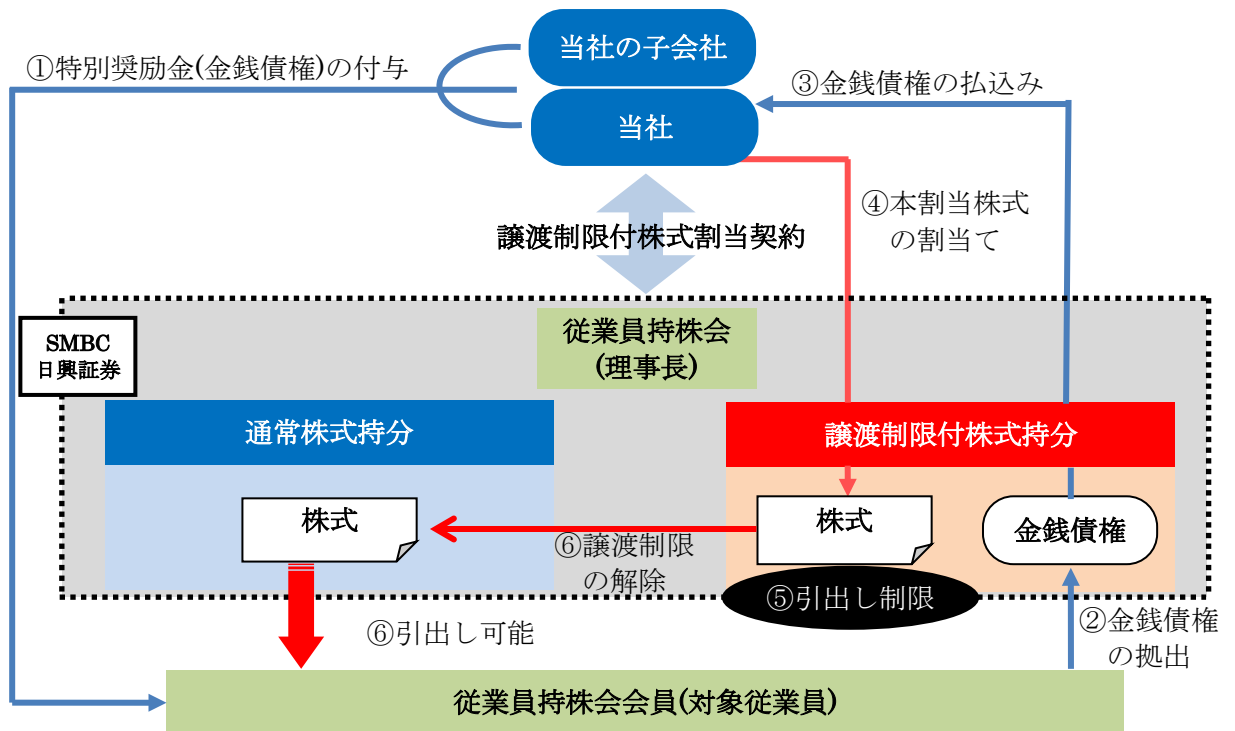 当社の子会社
①特別奨励金(金銭債権)の付与
③金銭債権の払込み
当社
④本割当株式
の割当て
譲渡制限付株式割当契約
従業員持株会
(理事長)
SMBC
日興証券
通常株式持分
譲渡制限付株式持分
株式
株式
金銭債権
⑥譲渡制限
の解除
⑤引出し制限
⑥引出し可能
②金銭債権
の拠出
従業員持株会会員(対象従業員)